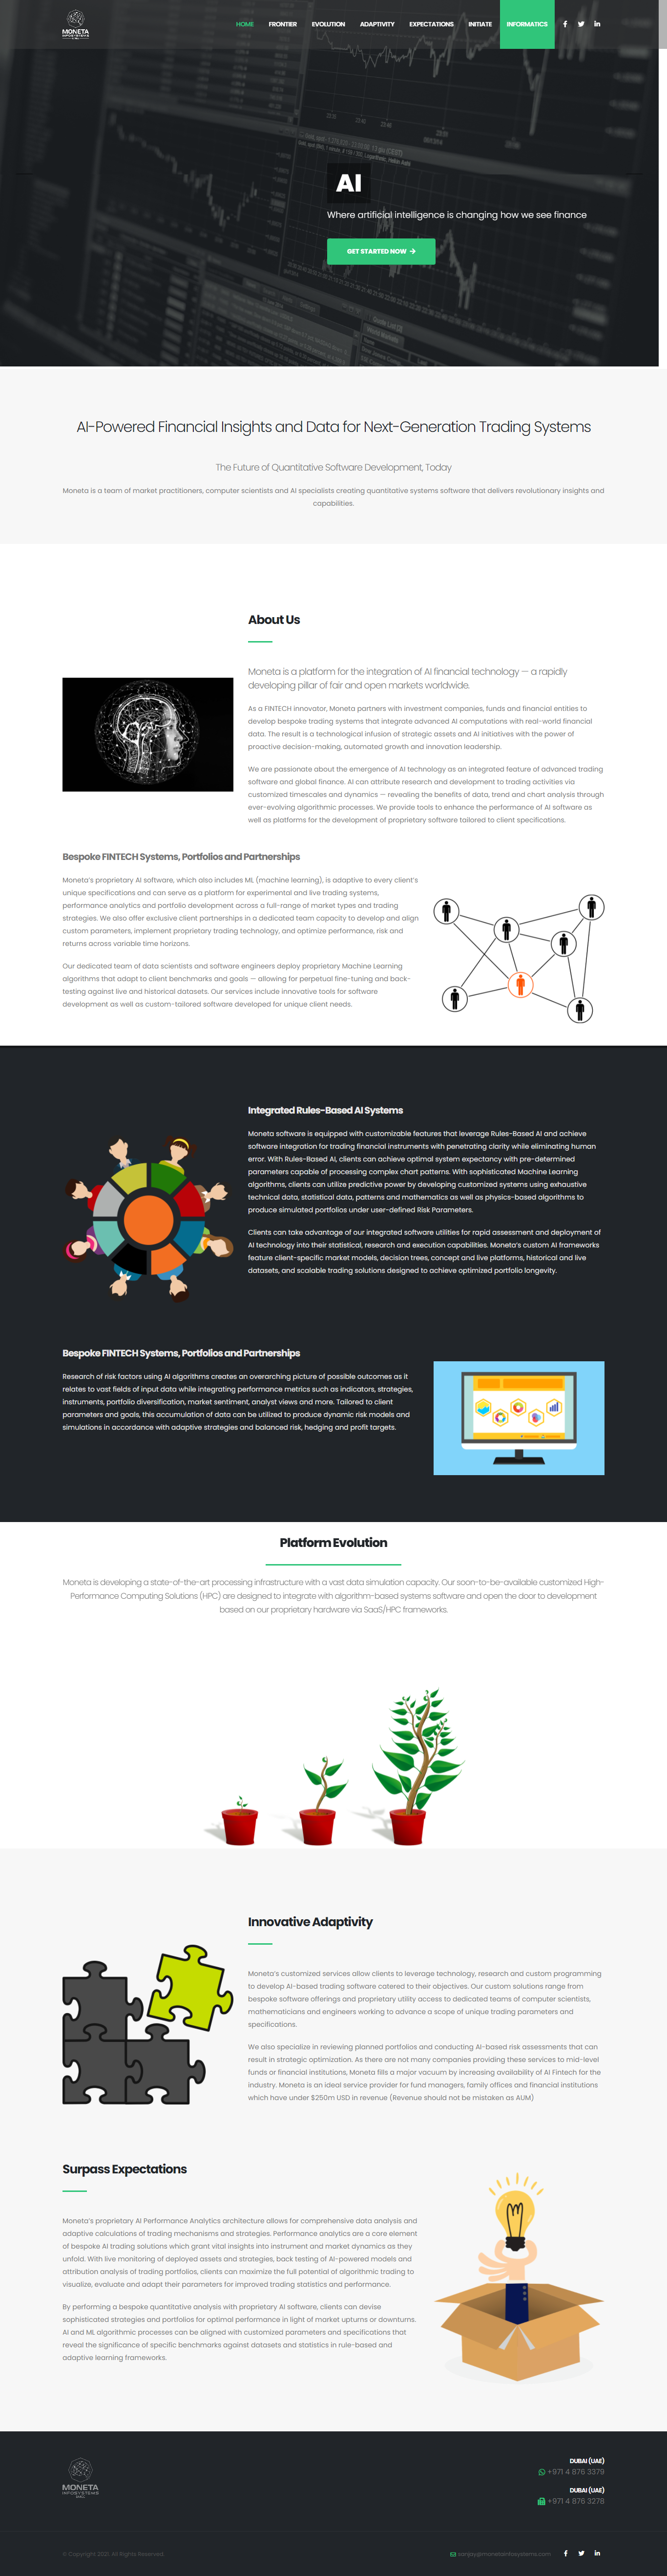 MONETA
INFOSYSTEMS
HOME FRONTIER EVOLUTION ADAPTIVITY EXPECTATIONS INITIATE INFORMATICS
AI
Where artificial intelligence is changing how we see finance
GET STARTED NOW
AI-Powered Financial Insights and Data for Next-Generation Trading Systems
The Future of Quantitative Software Development, Today
Moneta is a team of market practitioners, computer scientists and AI specialists creating quantitative systems software that delivers revolutionary insights and
capabilities.
About Us
Moneta is a platform for the integration of AI financial technology — a rapidly
developing pillar of fair and open markets worldwide.
As a FINTECH innovator, Moneta partners with investment companies, funds and financial entities to
develop bespoke trading systems that integrate advanced AI computations with real-world financial
data. The result is a technological infusion of strategic assets and AI initiatives with the power of
proactive decision-making, automated growth and innovation leadership.
We are passionate about the emergence of AI technology as an integrated feature of advanced trading
software and global finance. AI can attribute research and development to trading activities via
customized timescales and dynamics — revealing the benefits of data, trend and chart analysis through
ever-evolving algorithmic processes. We provide tools to enhance the performance of AI software as
well as platforms for the development of proprietary software tailored to client specifications.
Bespoke FINTECH Systems, Portfolios and Partnerships
Moneta's proprietary AI software, which also includes ML (machine learning), is adaptive to every client's
unique specifications and can serve as a platform for experimental and live trading systems,
performance analytics and portfolio development across a full-range of market types and trading
strategies. We also offer exclusive client partnerships in a dedicated team capacity to develop and align
custom parameters, implement proprietary trading technology, and optimize performance, risk and
returns across variable time horizons.
Our dedicated team of data scientists and software engineers deploy proprietary Machine Learning
algorithms that adapt to client benchmarks and goals — allowing for perpetual fine-tuning and back-
testing against live and historical datasets. Our services include innovative tools for software
development as well as custom-tailored software developed for unique client needs.
Integrated Rules-Based AI Systems
Moneta software is equipped with customizable features that leverage Rules-Based AI and achieve
software integration for trading financial instruments with penetrating clarity while eliminating human
error. With Rules-Based AI, clients can achieve optimal system expectancy with pre-determined
parameters capable of processing complex chart patterns. With sophisticated Machine Learning
algorithms, clients can utilize predictive power by developing customized systems using exhaustive
technical data, statistical data, patterns and mathematics as well as physics-based algorithms to
produce simulated portfolios under user-defined Risk Parameters.
Clients can take advantage of our integrated software utilities for rapid assessment and deployment of
AI technology into their statistical, research and execution capabilities. Moneta's custom AI frameworks
feature client-specific market models, decision trees, concept and live platforms, historical and live
datasets, and scalable trading solutions designed to achieve optimized portfolio longevity.
Bespoke FINTECH Systems, Portfolios and Partnerships
Research of risk factors using AI algorithms creates an overarching picture of possible outcomes as it
relates to vast fields of input data while integrating performance metrics such as indicators, strategies,
instruments, portfolio diversification, market sentiment, analyst views and more. Tailored to client
parameters and goals, this accumulation of data can be utilized to produce dynamic risk models and
simulations in accordance with adaptive strategies and balanced risk, hedging and profit targets.
Platform Evolution
Moneta is developing a state-of-the-art processing infrastructure with a vast data simulation capacity. Our soon-to-be-available customized High-
Performance Computing Solutions (HPC) are designed to integrate with algorithm-based systems software and open the door to development
based on our proprietary hardware via SaaS/HPC frameworks.
Innovative Adaptivity
Moneta's customized services allow clients to leverage technology, research and custom programming
to develop AI-based trading software catered to their objectives. Our custom solutions range from
bespoke software offerings and proprietary utility access to dedicated teams of computer scientists,
mathematicians and engineers working to advance a scope of unique trading parameters and
specifications.
We also specialize in reviewing planned portfolios and conducting AI-based risk assessments that can
result in strategic optimization. As there are not many companies providing these services to mid-level
funds or financial institutions, Moneta fills a major vacuum by increasing availability of AI Fintech for the
industry. Moneta is an ideal service provider for fund managers, family offices and financial institutions
which have under $250m USD in revenue (Revenue should not be mistaken as AUM)
Surpass Expectations
Moneta's proprietary AI Performance Analytics architecture allows for comprehensive data analysis and
adaptive calculations of trading mechanisms and strategies. Performance analytics are a core element
of bespoke AI trading solutions which grant vital insights into instrument and market dynamics as they
unfold. With live monitoring of deployed assets and strategies, back testing of AI-powered models and
attribution analysis of trading portfolios, clients can maximize the full potential of algorithmic trading to
visualize, evaluate and adapt their parameters for improved trading statistics and performance.
By performing a bespoke quantitative analysis with proprietary AI software, clients can devise
sophisticated strategies and portfolios for optimal performance in light of market upturns or downturns.
AI and ML algorithmic processes can be aligned with customized parameters and specifications that
reveal the significance of specific benchmarks against datasets and statistics in rule-based and
adaptive learning frameworks.
MONETA
INFOSYSTEMS
DUBAI (UAE)
+971 4 876 3379
DUBAI (UAE)
+971 4 876 3278
© Copyright 2021. All Rights Reserved.
sanjay@monetainfosystems.com